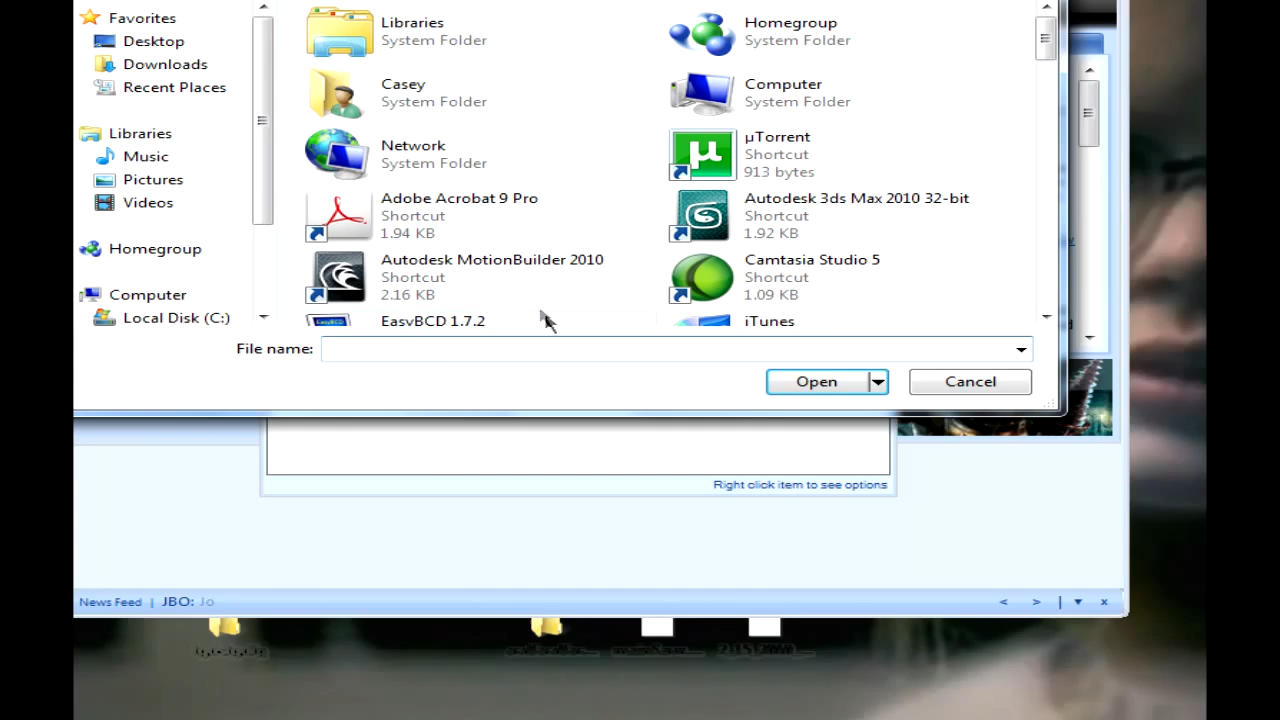 Favorites
Desktop
Downloads
Recent Places
Libraries
Music
Pictures
Videos
Homegroup
Computer
Local Disk (C:)
Libraries
System Folder
Homegroup
System Folder
Casey
System Folder
Computer
System Folder
Network
System Folder
µTorrent
Shortcut
913 bytes
Adobe Acrobat 9 Pro
Shortcut
1.94 KB
Autodesk 3ds Max 2010 32-bit
Shortcut
1.92 KB
Autodesk MotionBuilder 2010
Shortcut
2.16 KB
Camtasia Studio 5
Shortcut
1.09 KB
EasyBCD 1.7.2
iTunes
File name:
Open
Cancel
Right click item to see options
News Feed | JBO: Jo
< > | ▾ x